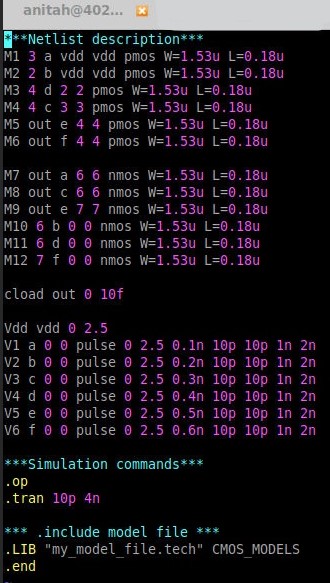 anitah@402...
***Netlist description***
M1 3 a vdd vdd pmos W=1.53u L=0.18u
M2 2 b vdd vdd pmos W=1.53u L=0.18u
M3 4 d 2 2 pmos W=1.53u L=0.18u
M4 4 c 3 3 pmos W=1.53u L=0.18u
M5 out e 4 4 pmos W=1.53u L=0.18u
M6 out f 4 4 pmos W=1.53u L=0.18u
M7 out a 6 6 nmos W=1.53u L=0.18u
M8 out c 6 6 nmos W=1.53u L=0.18u
M9 out e 7 7 nmos W=1.53u L=0.18u
M10 6 b 0 0 nmos W=1.53u L=0.18u
M11 6 d 0 0 nmos W=1.53u L=0.18u
M12 7 f 0 0 nmos W=1.53u L=0.18u
cload out 0 10f
Vdd vdd 0 2.5
V1 a 0 0 pulse 0 2.5 0.1n 10p 10p 1n 2n
V2 b 0 0 pulse 0 2.5 0.2n 10p 10p 1n 2n
V3 c 0 0 pulse 0 2.5 0.3n 10p 10p 1n 2n
V4 d 0 0 pulse 0 2.5 0.4n 10p 10p 1n 2n
V5 e 0 0 pulse 0 2.5 0.5n 10p 10p 1n 2n
V6 f 0 0 pulse 0 2.5 0.6n 10p 10p 1n 2n
***Simulation commands***
.op
.tran 10p 4n
*** .include model file ***
.LIB "my_model_file.tech" CMOS_MODELS
.end